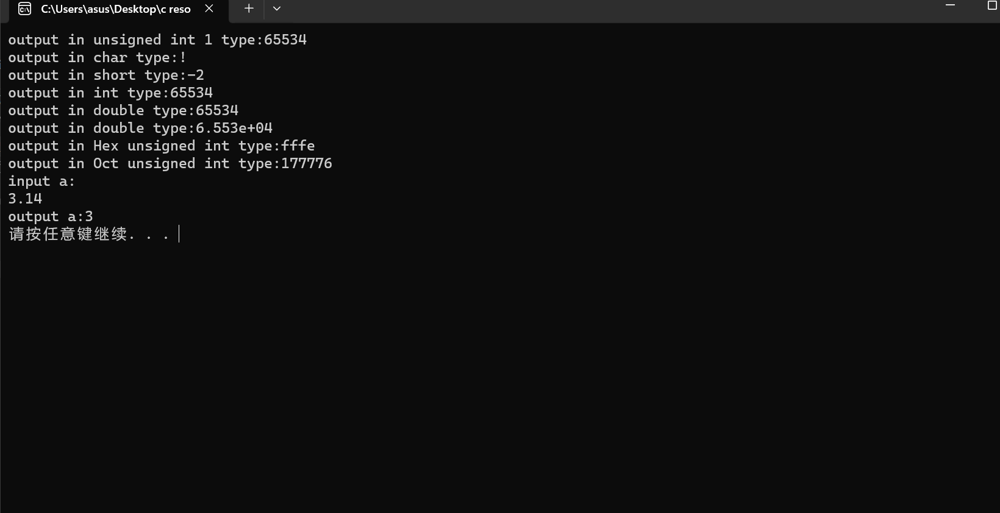 C:\Users\asus\Desktop\c reso
output in unsigned int 1 type:65534
output in char type:!
output in short type:-2
output in int type:65534
output in double type:65534
output in double type:6.553e+04
output in Hex unsigned int type:fffe
output in Oct unsigned int type:177776
input a:
3.14
output a:3
请按任意键继续. . .